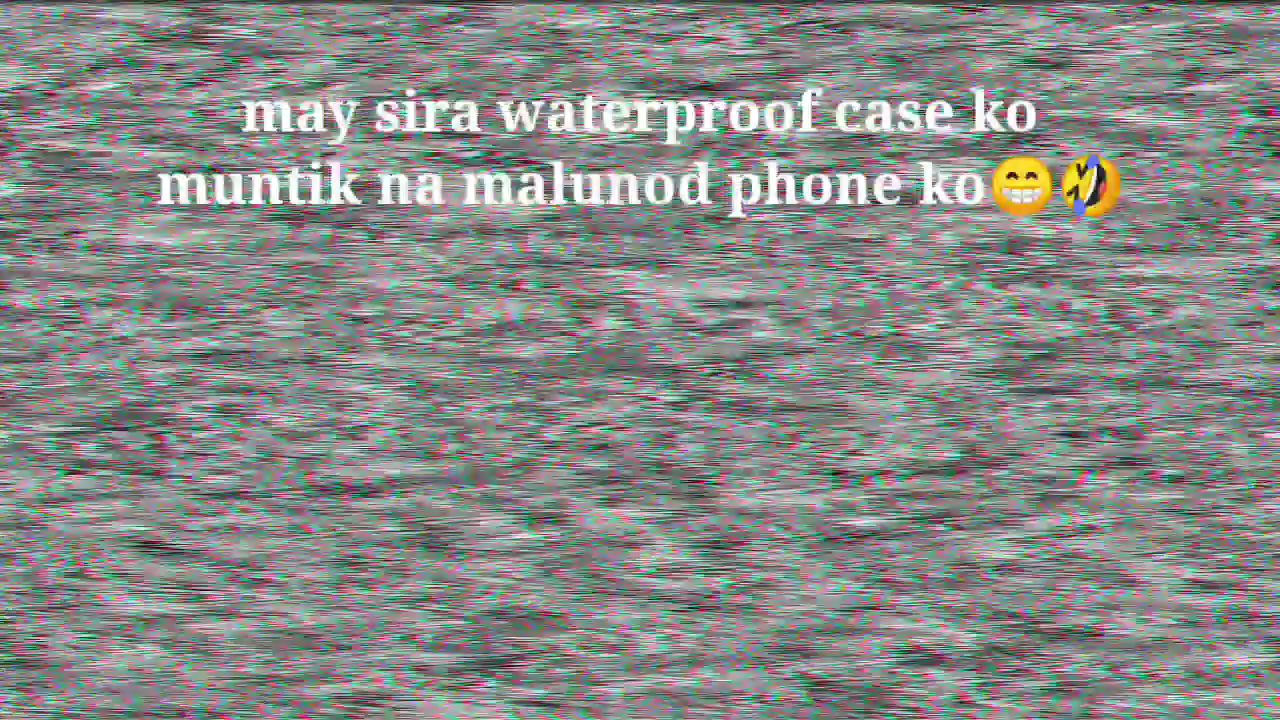 may sira waterproof case ko
muntik na malunod phone ko😁🤣